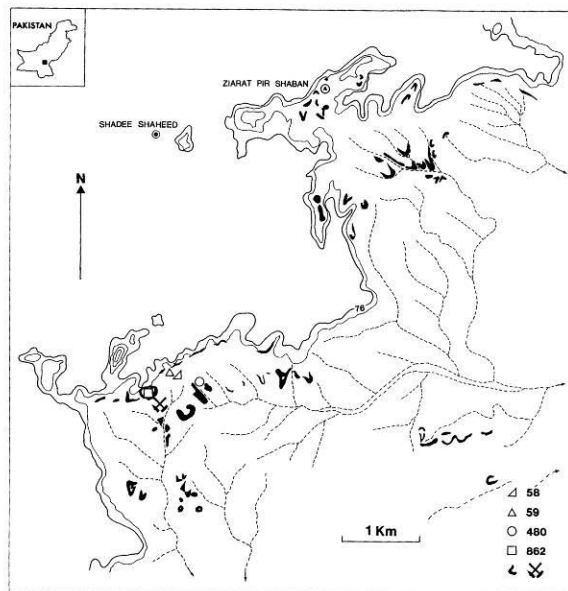 PAKISTAN
ZIARAT PIR SHABAN
SHADEE SHAHEED
N
76
58
59
480
862
1 Km